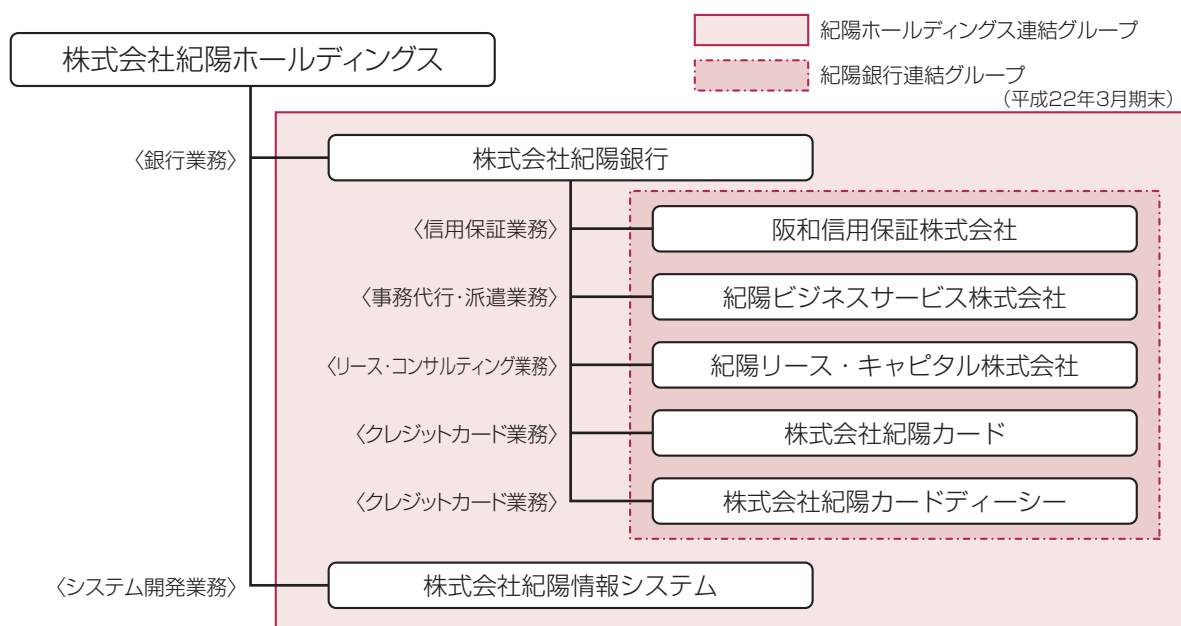 紀陽ホールディングス連結グループ
株式会社紀陽ホールディングス
紀陽銀行連結グループ
(平成22年3月期末)
〈銀行業務〉
株式会社紀陽銀行
〈信用保証業務〉
阪和信用保証株式会社
〈事務代行・派遣業務〉
紀陽ビジネスサービス株式会社
〈リース・コンサルティング業務〉
紀陽リース・キャピタル株式会社
〈クレジットカード業務〉
株式会社紀陽カード
〈クレジットカード業務〉
株式会社紀陽カードディーシー
〈システム開発業務〉
株式会社紀陽情報システム